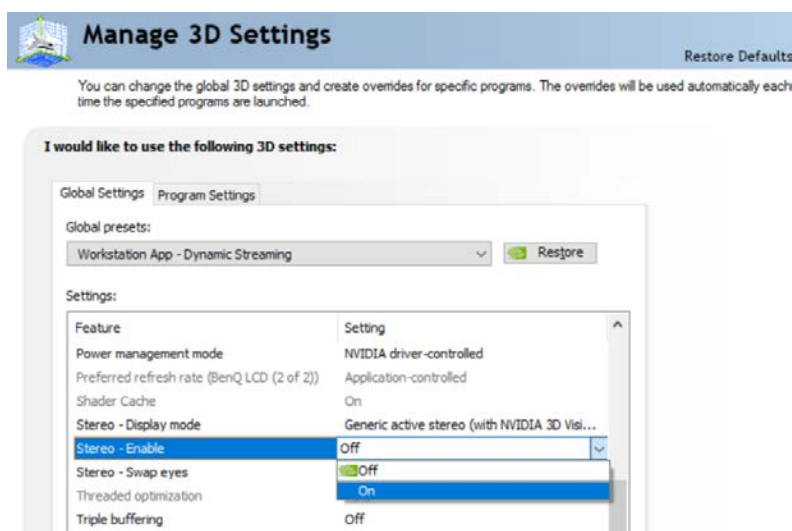 Manage 3D Settings
Restore Defaults
You can change the global 3D settings and create overrides for specific programs. The overrides will be used automatically each
time the specified programs are launched.
I would like to use the following 3D settings:
Global Settings Program Settings
Global presets:
Workstation App - Dynamic Streaming Restore
Settings:
Feature Setting
Power management mode NVIDIA driver-controlled
Preferred refresh rate (BenQ LCD (2 of 2)) Application-controlled
Shader Cache On
Stereo - Display mode Generic active stereo (with NVIDIA 3D Visi...
Stereo - Enable Off
Stereo - Swap eyes Off
Threaded optimization On
Triple buffering Off